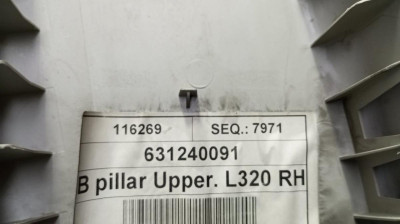 116269 SEQ.: 7971
631240091
B pillar Upper. L320 RH